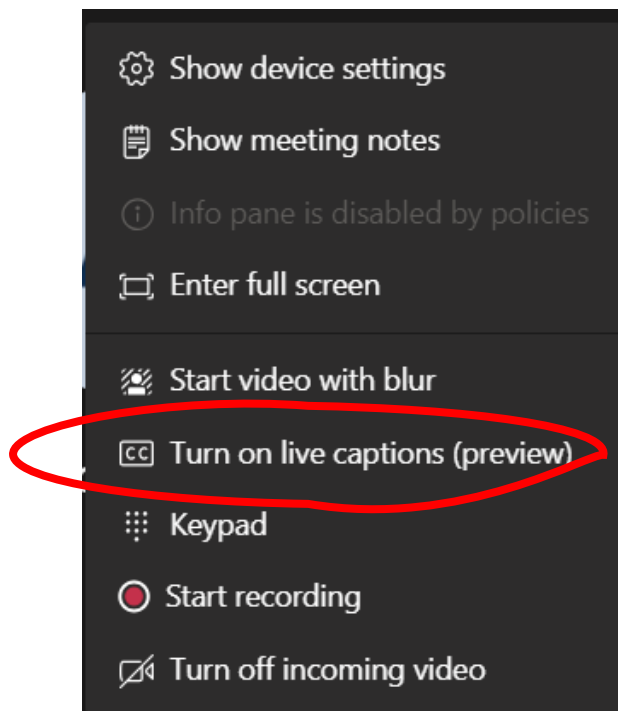 Show device settings
Show meeting notes
Info pane is disabled by policies
Enter full screen
Start video with blur
CC Turn on live captions (preview)
Keypad
Start recording
Turn off incoming video